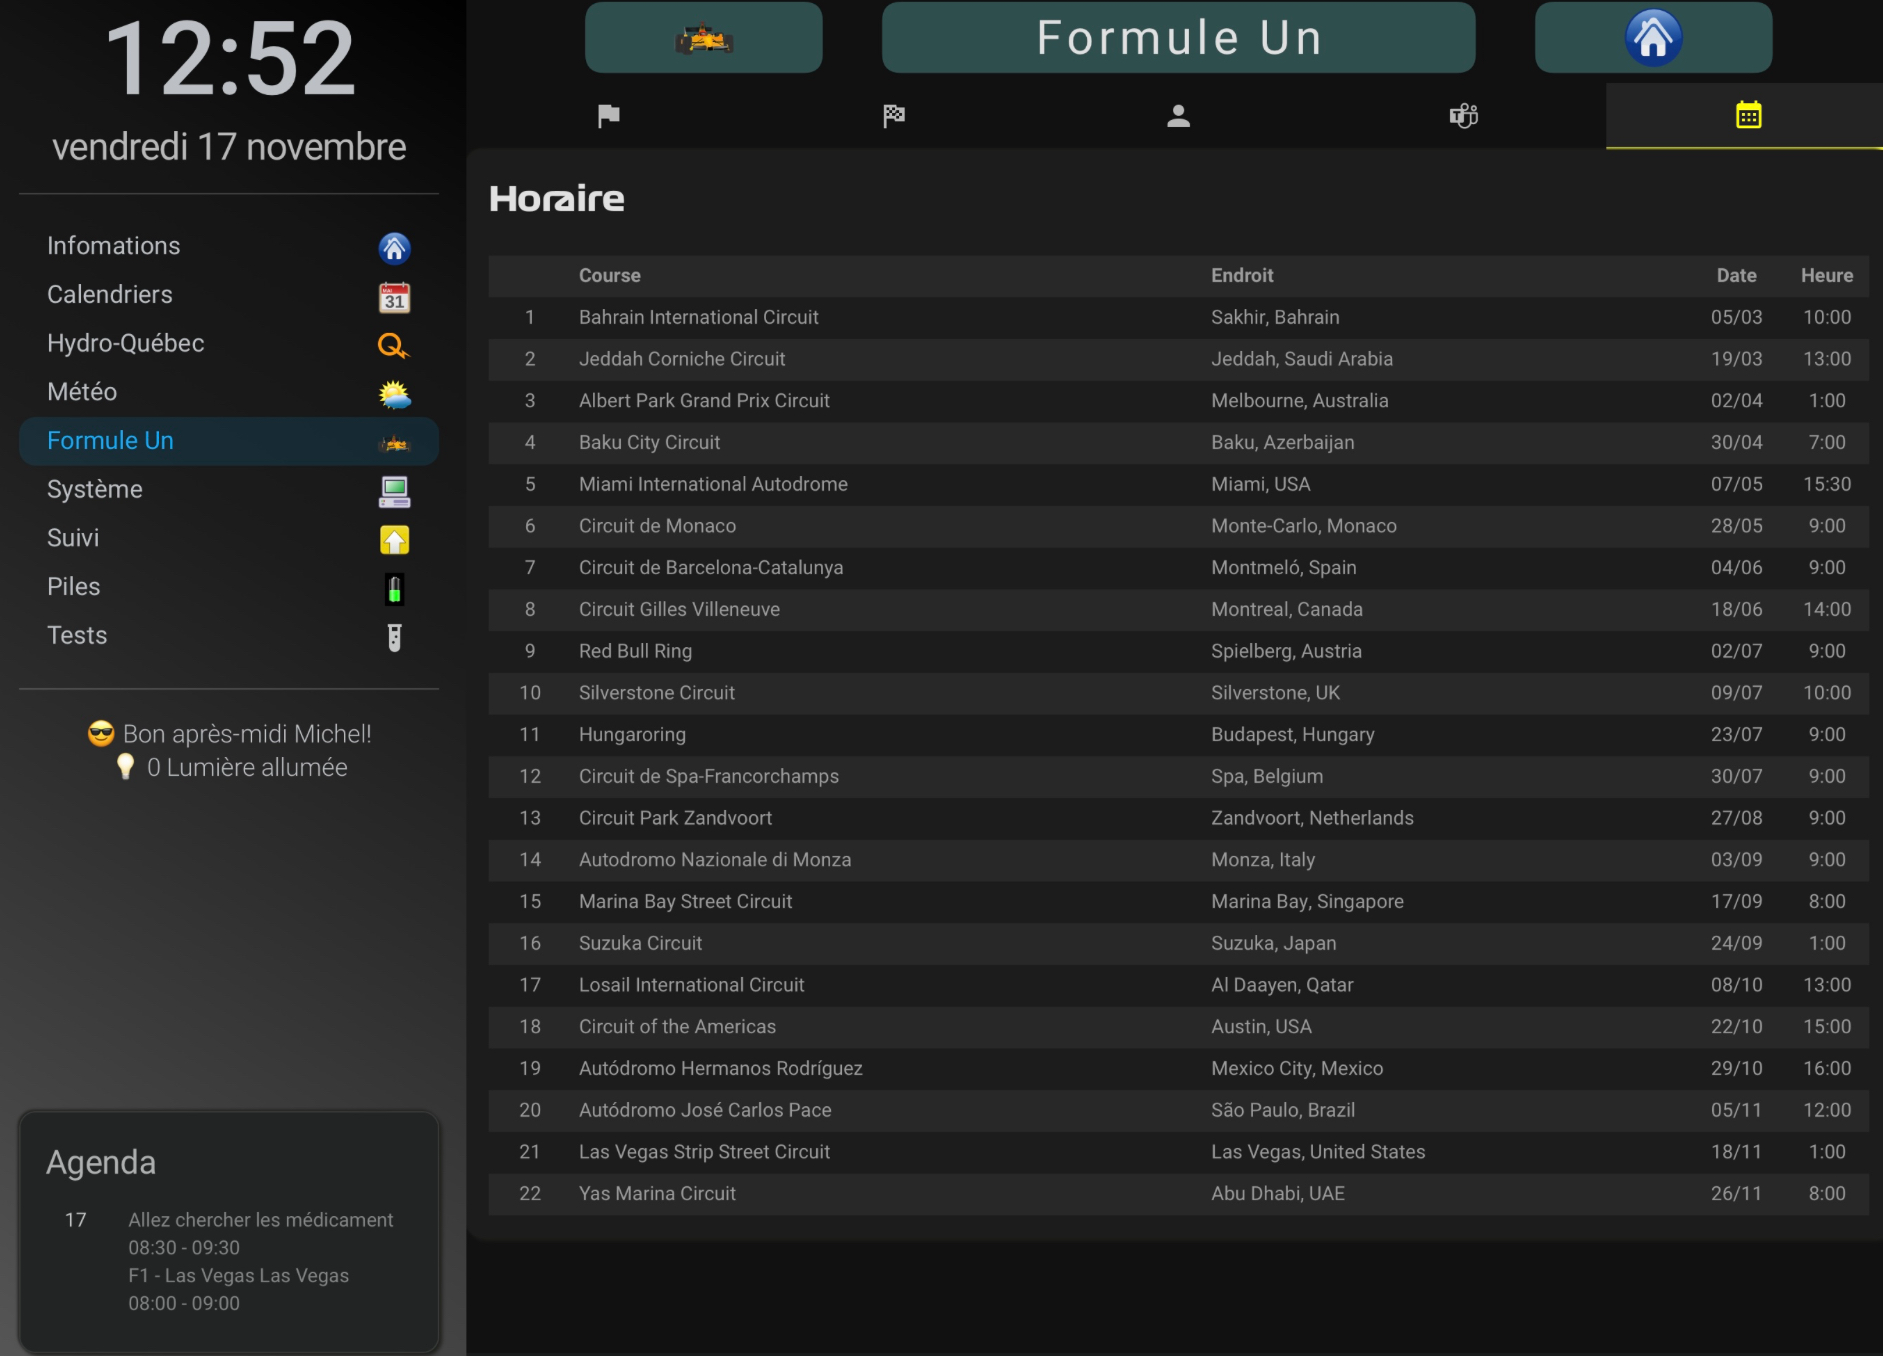 12:52
vendredi 17 novembre
Infomations
Calendriers
MAI
31
Hydro-Québec
Météo
Formule Un
Système
Suivi
Piles
Tests
😎 Bon après-midi Michel!
💡 0 Lumière allumée
Agenda
17 Allez chercher les médicament
08:30 - 09:30
F1 - Las Vegas Las Vegas
08:00 - 09:00
Formule Un
Horaire
Course Endroit Date Heure
1 Bahrain International Circuit Sakhir, Bahrain 05/03 10:00
2 Jeddah Corniche Circuit Jeddah, Saudi Arabia 19/03 13:00
3 Albert Park Grand Prix Circuit Melbourne, Australia 02/04 1:00
4 Baku City Circuit Baku, Azerbaijan 30/04 7:00
5 Miami International Autodrome Miami, USA 07/05 15:30
6 Circuit de Monaco Monte-Carlo, Monaco 28/05 9:00
7 Circuit de Barcelona-Catalunya Montmeló, Spain 04/06 9:00
8 Circuit Gilles Villeneuve Montreal, Canada 18/06 14:00
9 Red Bull Ring Spielberg, Austria 02/07 9:00
10 Silverstone Circuit Silverstone, UK 09/07 10:00
11 Hungaroring Budapest, Hungary 23/07 9:00
12 Circuit de Spa-Francorchamps Spa, Belgium 30/07 9:00
13 Circuit Park Zandvoort Zandvoort, Netherlands 27/08 9:00
14 Autodromo Nazionale di Monza Monza, Italy 03/09 9:00
15 Marina Bay Street Circuit Marina Bay, Singapore 17/09 8:00
16 Suzuka Circuit Suzuka, Japan 24/09 1:00
17 Losail International Circuit Al Daayen, Qatar 08/10 13:00
18 Circuit of the Americas Austin, USA 22/10 15:00
19 Autódromo Hermanos Rodríguez Mexico City, Mexico 29/10 16:00
20 Autódromo José Carlos Pace São Paulo, Brazil 05/11 12:00
21 Las Vegas Strip Street Circuit Las Vegas, United States 18/11 1:00
22 Yas Marina Circuit Abu Dhabi, UAE 26/11 8:00